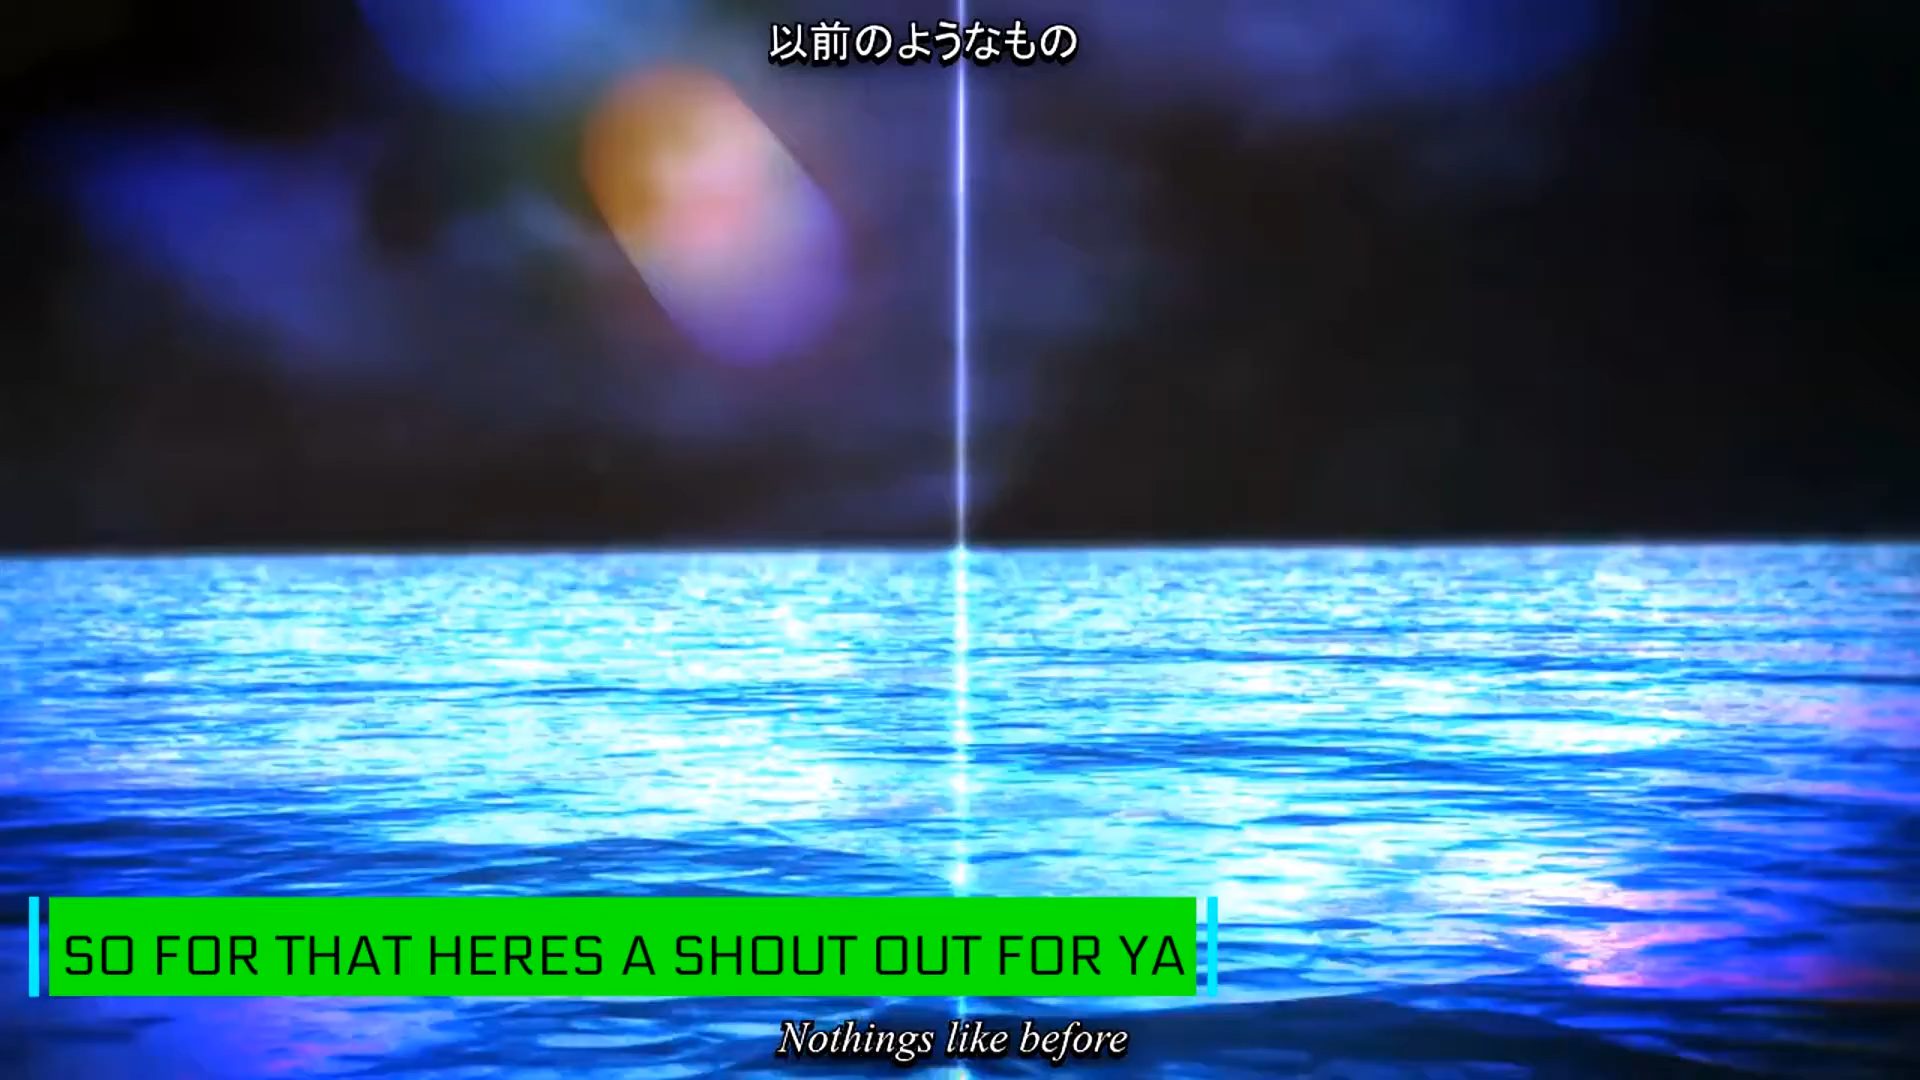 以前のようなもの
SO FOR THAT HERES A SHOUT OUT FOR YA
Nothings like before